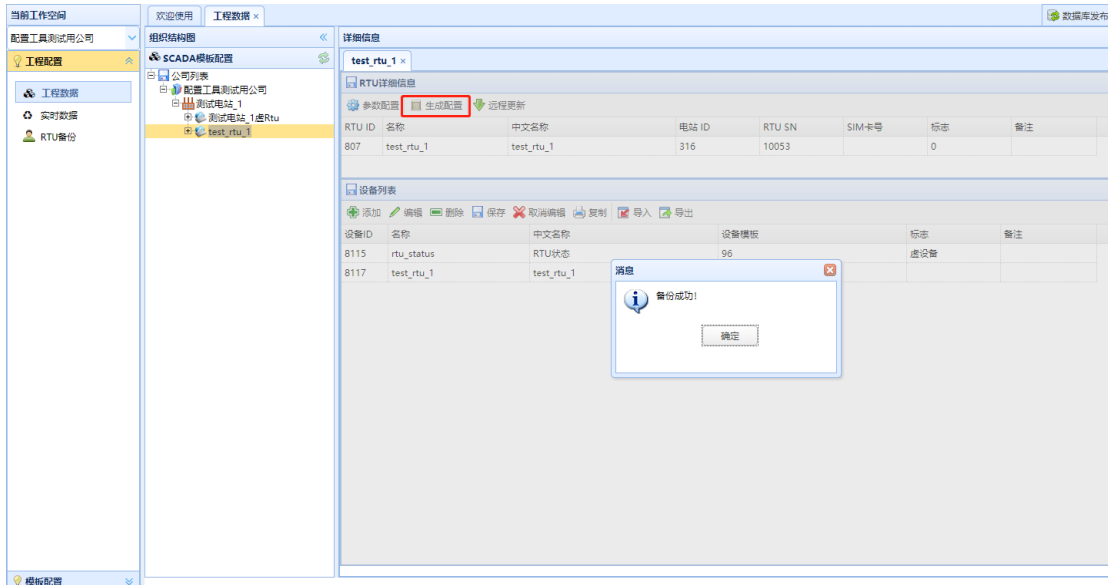 当前工作空间
欢迎使用 工程数据 ×
数据库发布
配置工具测试用公司
工程配置
工程数据
实时数据
RTU备份
模板配置
组织结构图
SCADA模板配置
公司列表
配置工具测试用公司
测试电站_1
测试电站_1虚Rtu
test_rtu_1
详细信息
test_rtu_1 ×
RTU详细信息
参数配置 生成配置 远程更新
RTU ID 名称 中文名称 电站 ID RTU SN SIM卡号 标志 备注
807 test_rtu_1 test_rtu_1 316 10053 0
设备列表
添加 编辑 删除 保存 取消编辑 复制 导入 导出
设备ID 名称 中文名称 设备模板 标志 备注
8115 rtu_status RTU状态 96 虚设备
8117 test_rtu_1 test_rtu_1
消息
备份成功!
确定